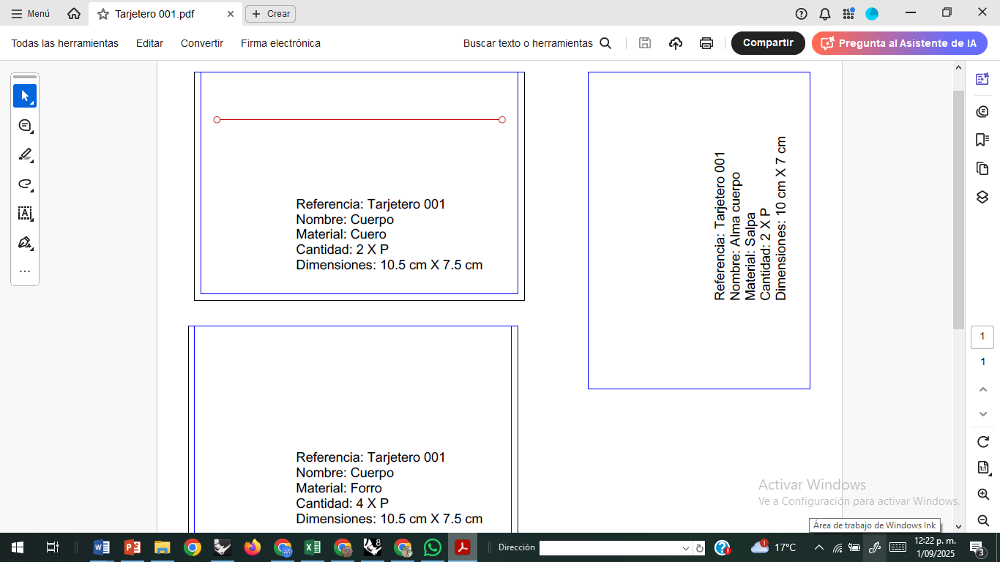 Menú
Tarjetero 001.pdf
Crear
Todas las herramientas
Editar
Convertir
Firma electrónica
Buscar texto o herramientas
Compartir
Pregunta al Asistente de IA
Referencia: Tarjetero 001
Nombre: Cuerpo
Material: Cuero
Cantidad: 2 X P
Dimensiones: 10.5 cm X 7.5 cm
Referencia: Tarjetero 001
Nombre: Alma cuerpo
Material: Salpa
Cantidad: 2 X P
Dimensiones: 10 cm X 7 cm
Referencia: Tarjetero 001
Nombre: Cuerpo
Material: Forro
Cantidad: 4 X P
Dimensiones: 10.5 cm X 7.5 cm
1
1
1:1
Activar Windows
Ve a Configuración para activar Windows.
Área de trabajo de Windows Ink
Dirección
1
17°C
12:22 p. m.
1/09/2025
3